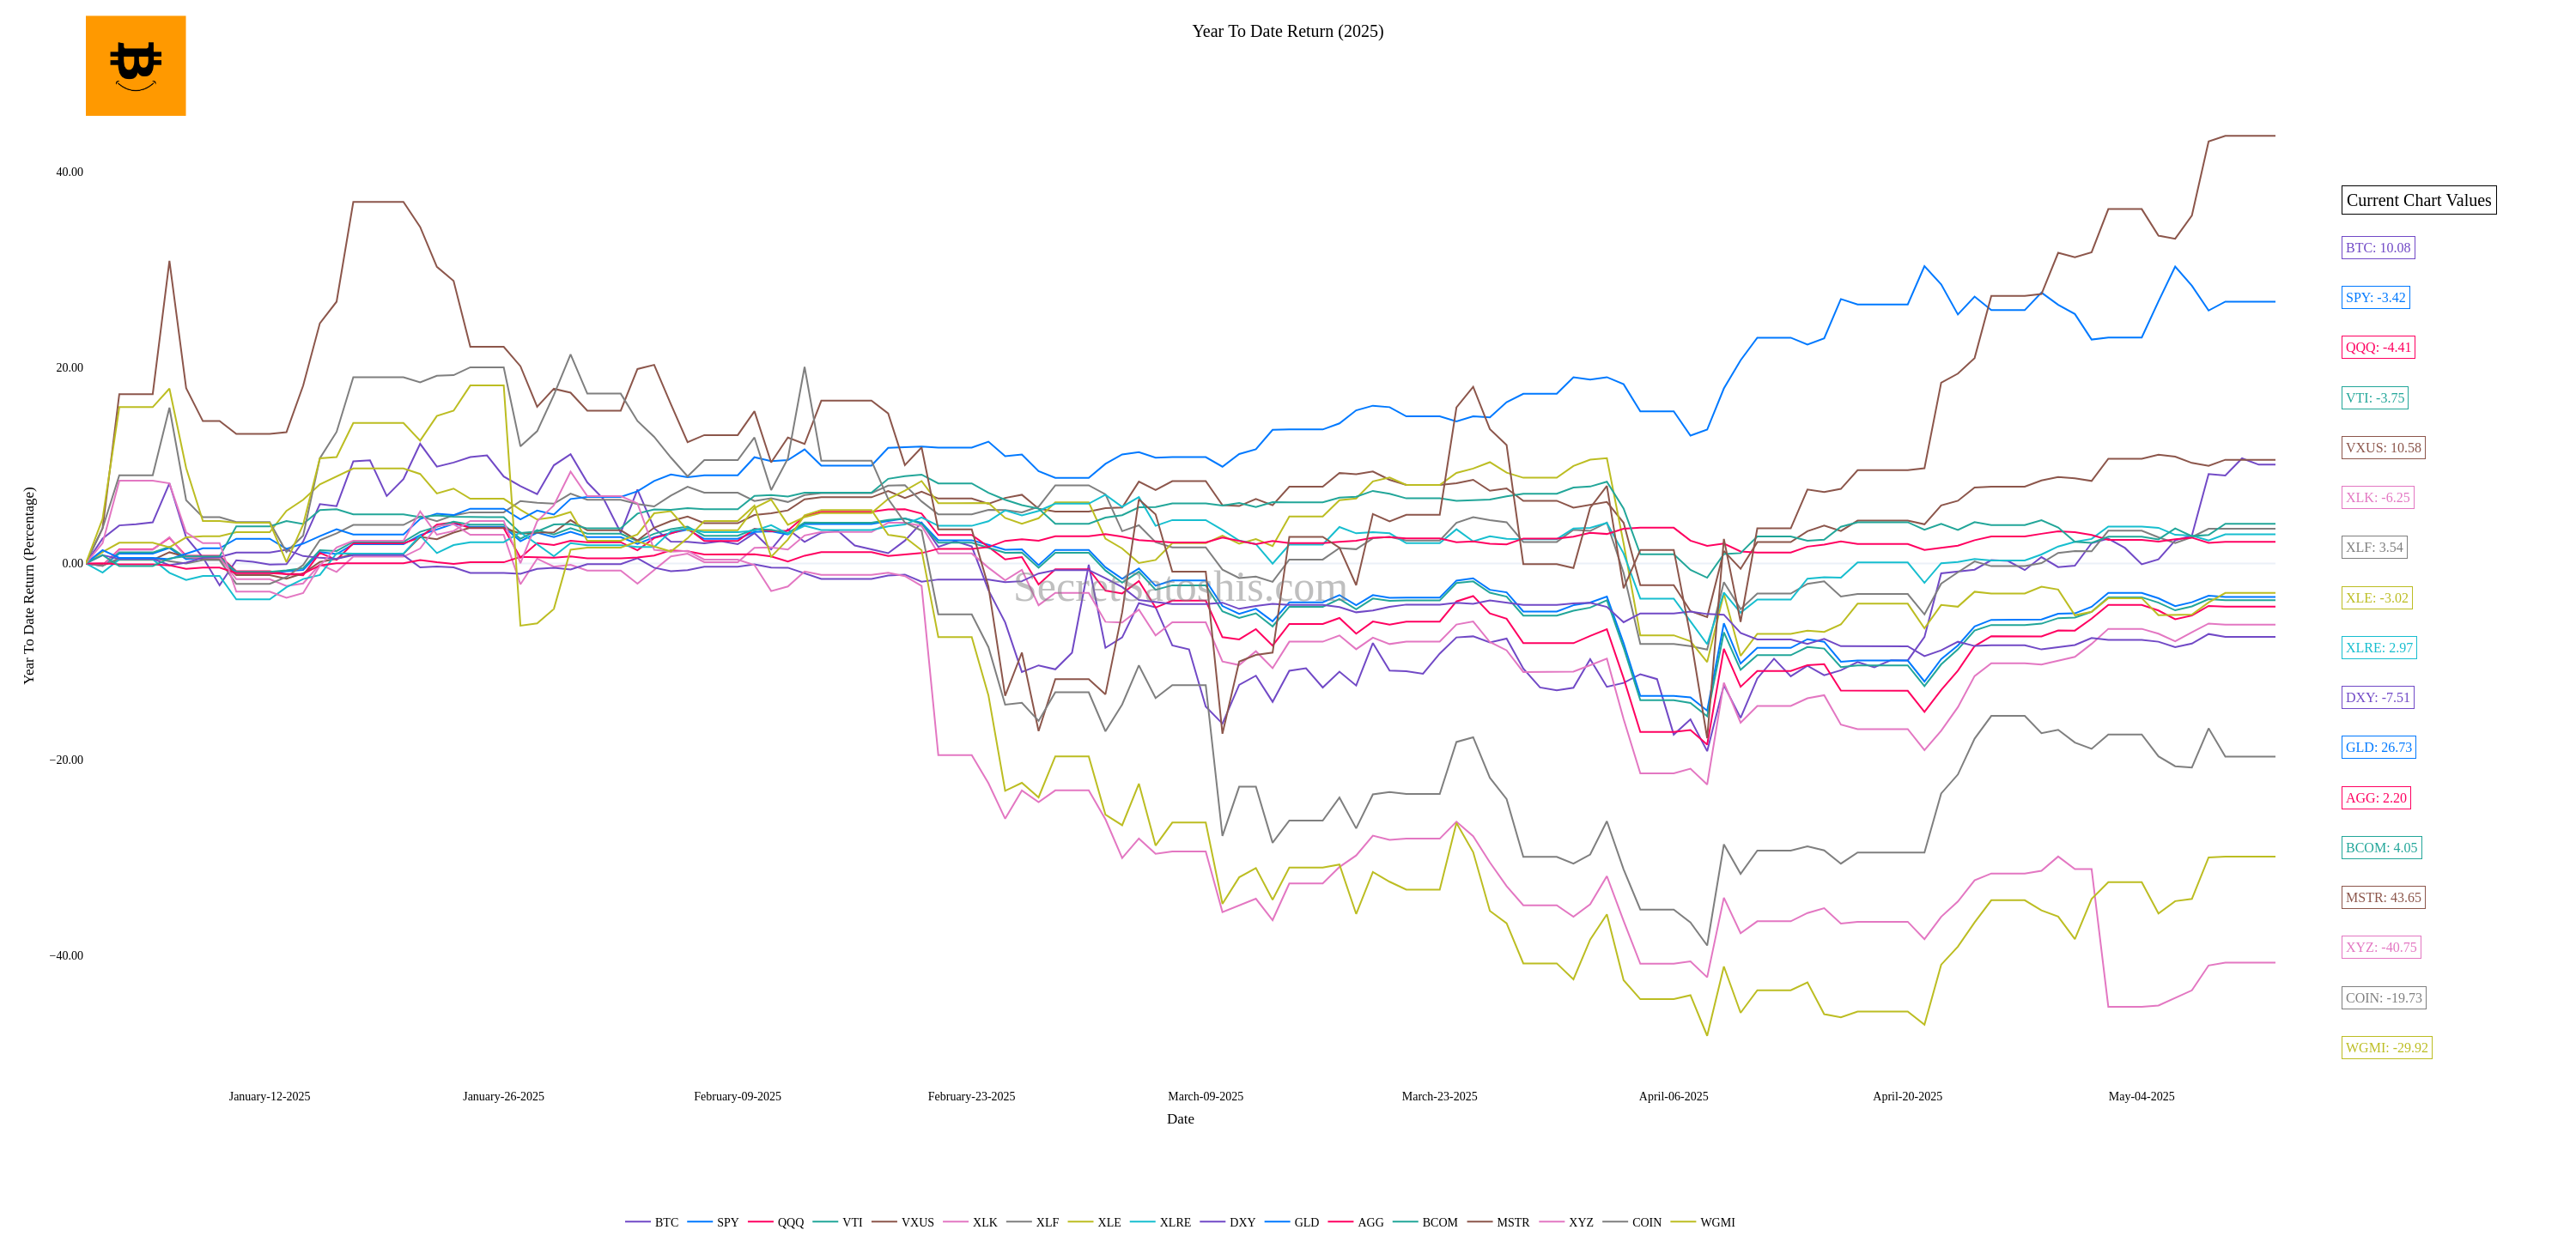 Year To Date Return (2025)
40.00
20.00
0.00
−20.00
−40.00
Year To Date Return (Percentage)
SecretSatoshis.com
January-12-2025
January-26-2025
February-09-2025
February-23-2025
March-09-2025
March-23-2025
April-06-2025
April-20-2025
May-04-2025
Date
Current Chart Values
BTC: 10.08
SPY: -3.42
QQQ: -4.41
VTI: -3.75
VXUS: 10.58
XLK: -6.25
XLF: 3.54
XLE: -3.02
XLRE: 2.97
DXY: -7.51
GLD: 26.73
AGG: 2.20
BCOM: 4.05
MSTR: 43.65
XYZ: -40.75
COIN: -19.73
WGMI: -29.92
BTC SPY QQQ VTI VXUS XLK XLF XLE XLRE DXY GLD AGG BCOM MSTR XYZ COIN WGMI